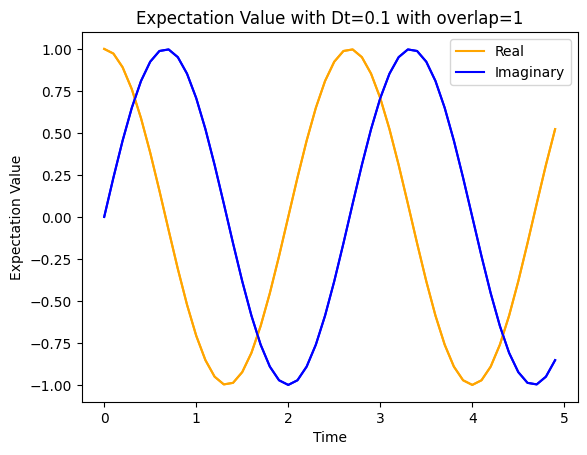 Expectation Value with Dt=0.1 with overlap=1
Real
Imaginary
Expectation Value
1.00
0.75
0.50
0.25
0.00
−0.25
−0.50
−0.75
−1.00
0 1 2 3 4 5
Time